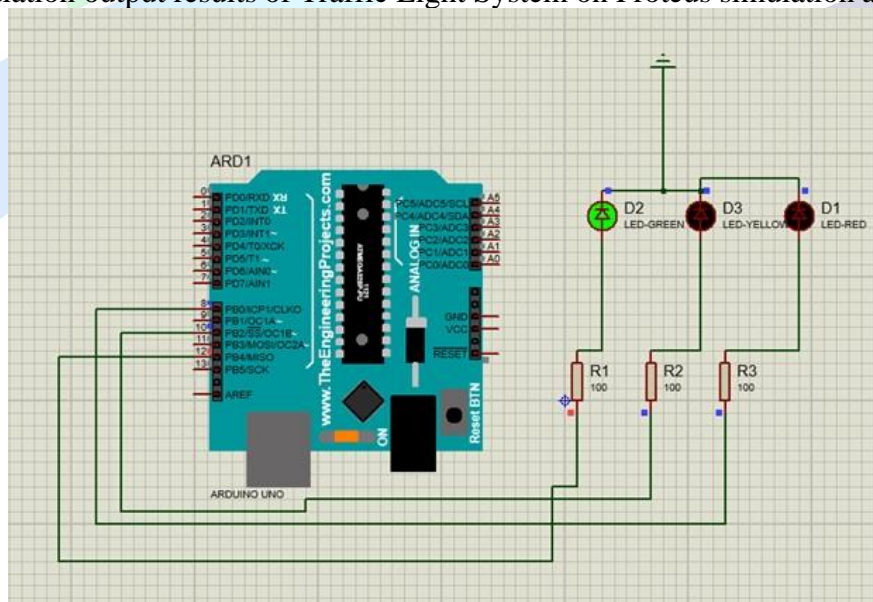 ARD1
0
1
2
3
4
5
6
7
PD0/RXD
PD1/TXD
PD2/INT0
PD3/INT1~
PD4/T0/XCK
PD5/T1~
PD6/AIN0~
PD7/AIN1
RX
TX
8
9
10
11
12
13
PB0/ICP1/CLKO
PB1/OC1A~
PB2/SS/OC1B~
PB3/MOSI/OC2A~
PB4/MISO
PB5/SCK
AREF
www.TheEngineeringProjects.com
ATMEGA328P-PU
1121
ANALOG IN
PC5/ADC5/SCL
PC4/ADC4/SDA
PC3/ADC3
PC2/ADC2
PC1/ADC1
PC0/ADC0
A5
A4
A3
A2
A1
A0
GND
VCC
RESET
Reset BTN
ON
ARDUINO UNO
D2
LED-GREEN
D3
LED-YELLOW
D1
LED-RED
R1
100
R2
100
R3
100